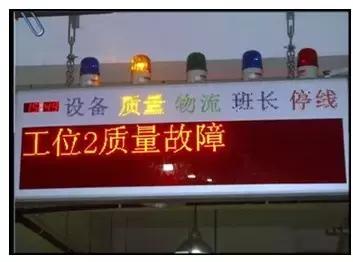 设备 质量 物流 班长 停线
工位2质量故障